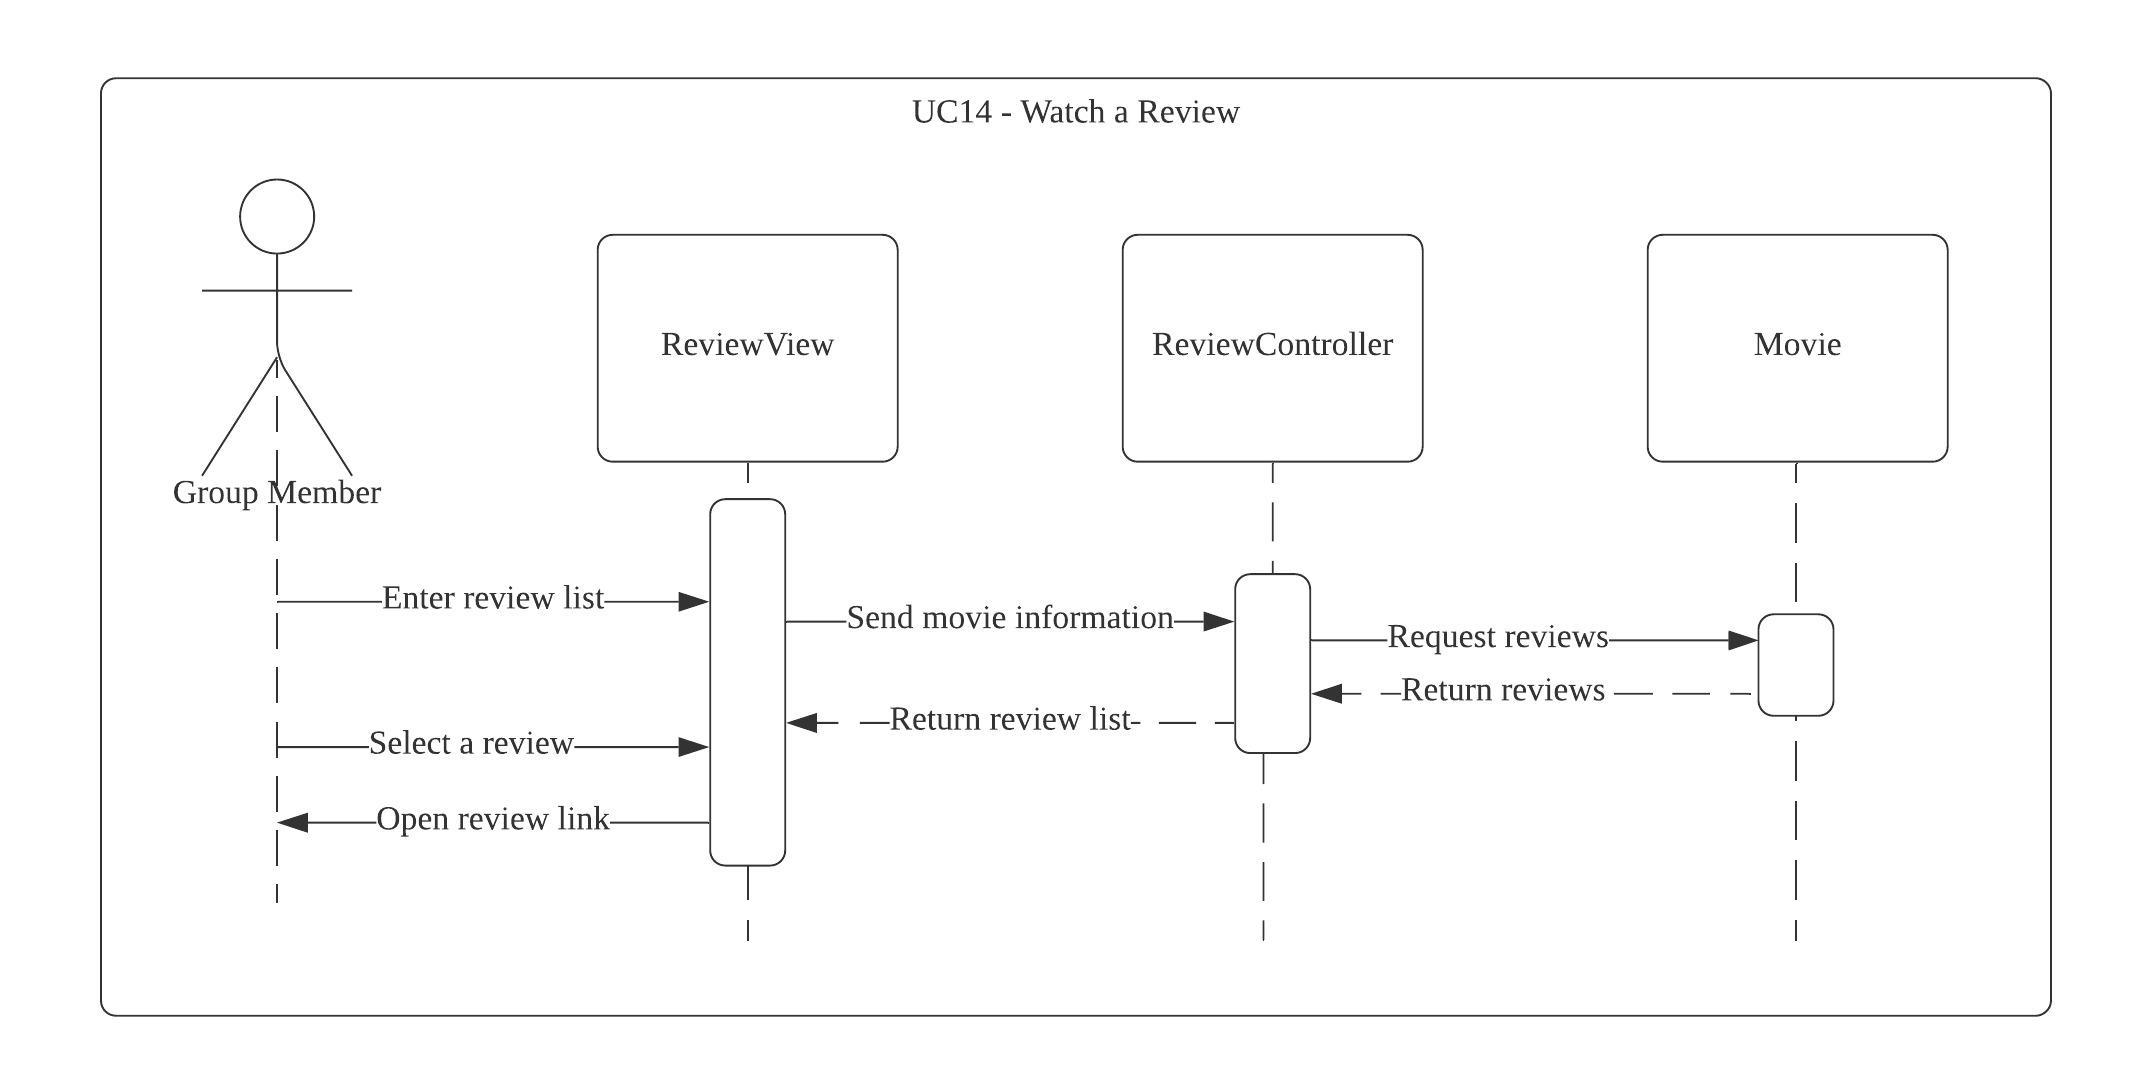 UC14 - Watch a Review
ReviewView
ReviewController
Movie
Group Member
Enter review list
Send movie information
Request reviews
Return reviews
Return review list
Select a review
Open review link